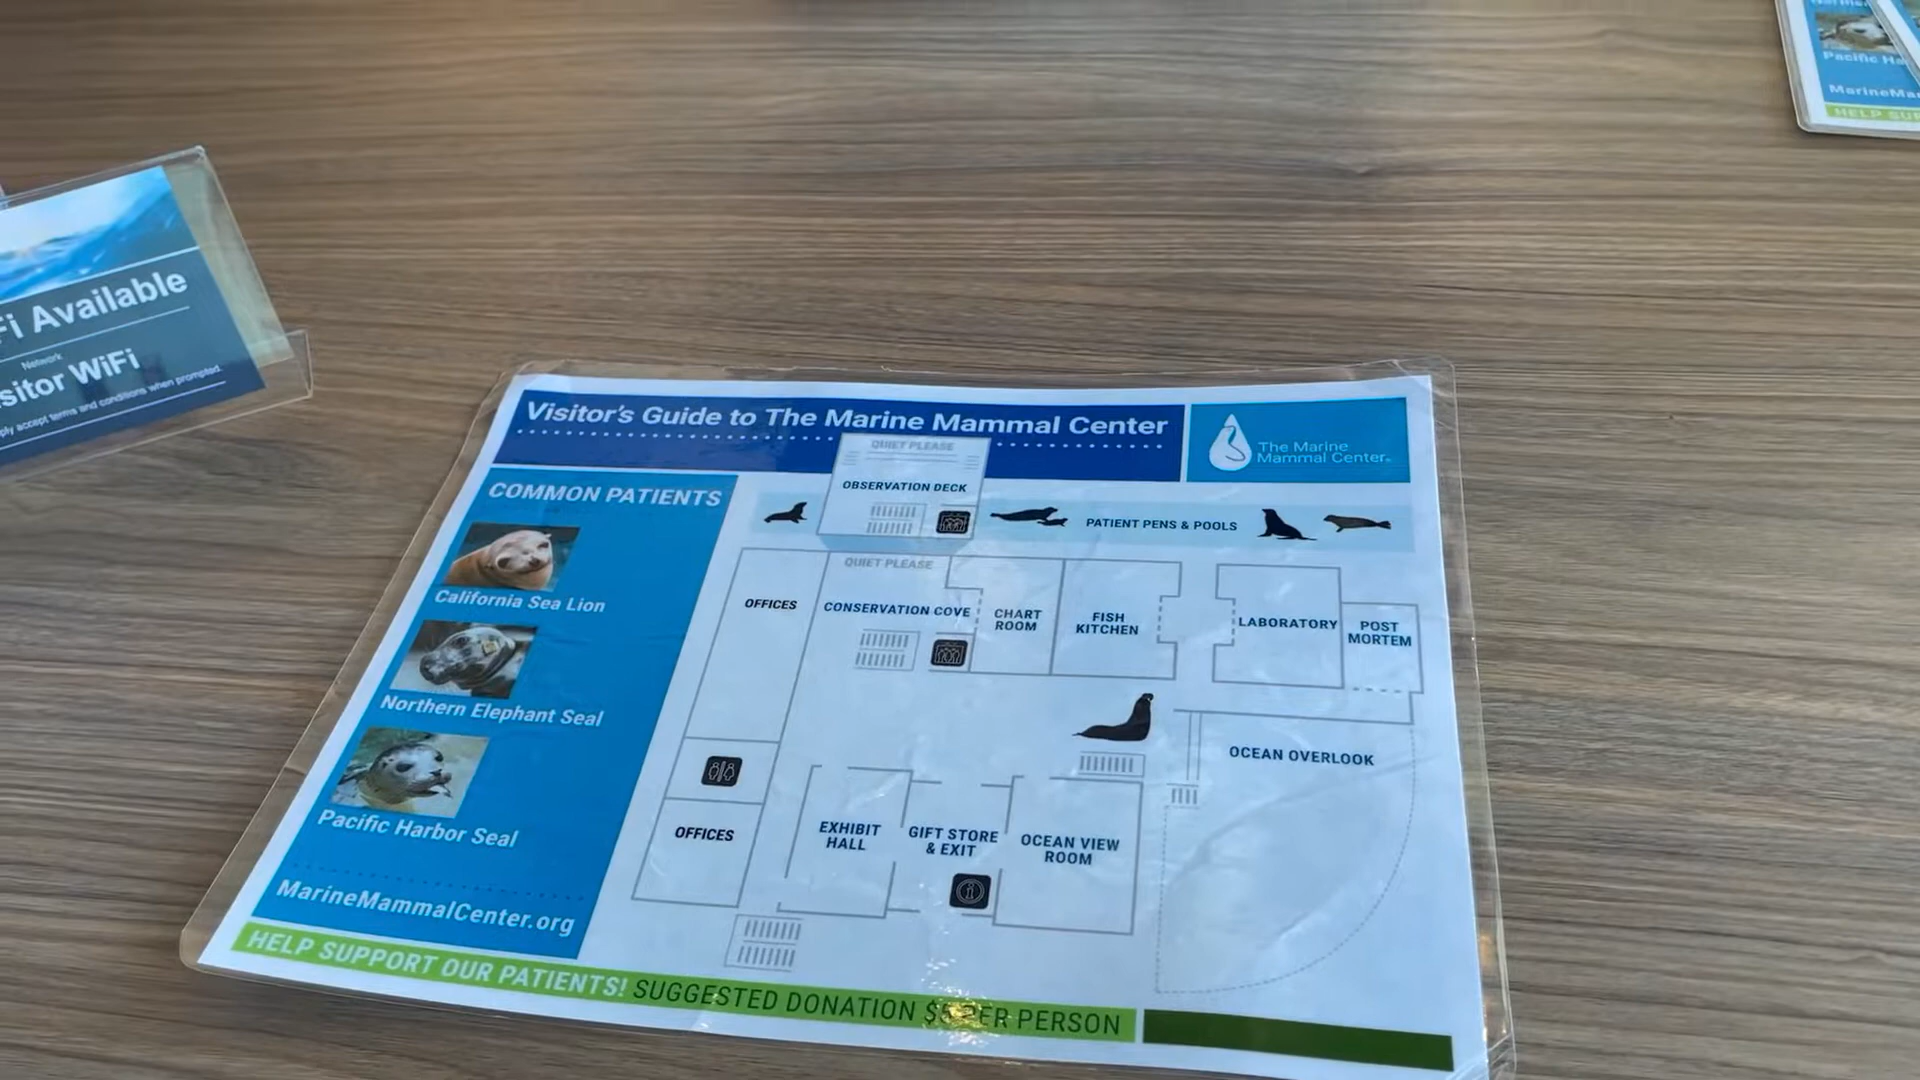 Fi Available
Network
sitor WiFi
ply accept terms and conditions when prompted.
Visitor's Guide to The Marine Mammal Center
The Marine
Mammal Center
COMMON PATIENTS
California Sea Lion
Northern Elephant Seal
Pacific Harbor Seal
MarineMammalCenter.org
QUIET PLEASE
OBSERVATION DECK
PATIENT PENS & POOLS
QUIET PLEASE
OFFICES
CONSERVATION COVE
CHART
ROOM
FISH
KITCHEN
LABORATORY
POST
MORTEM
OCEAN OVERLOOK
OFFICES
EXHIBIT
HALL
GIFT STORE
& EXIT
OCEAN VIEW
ROOM
HELP SUPPORT OUR PATIENTS! SUGGESTED DONATION $5 PER PERSON
Pacific Ha
MarineMa
HELP SU